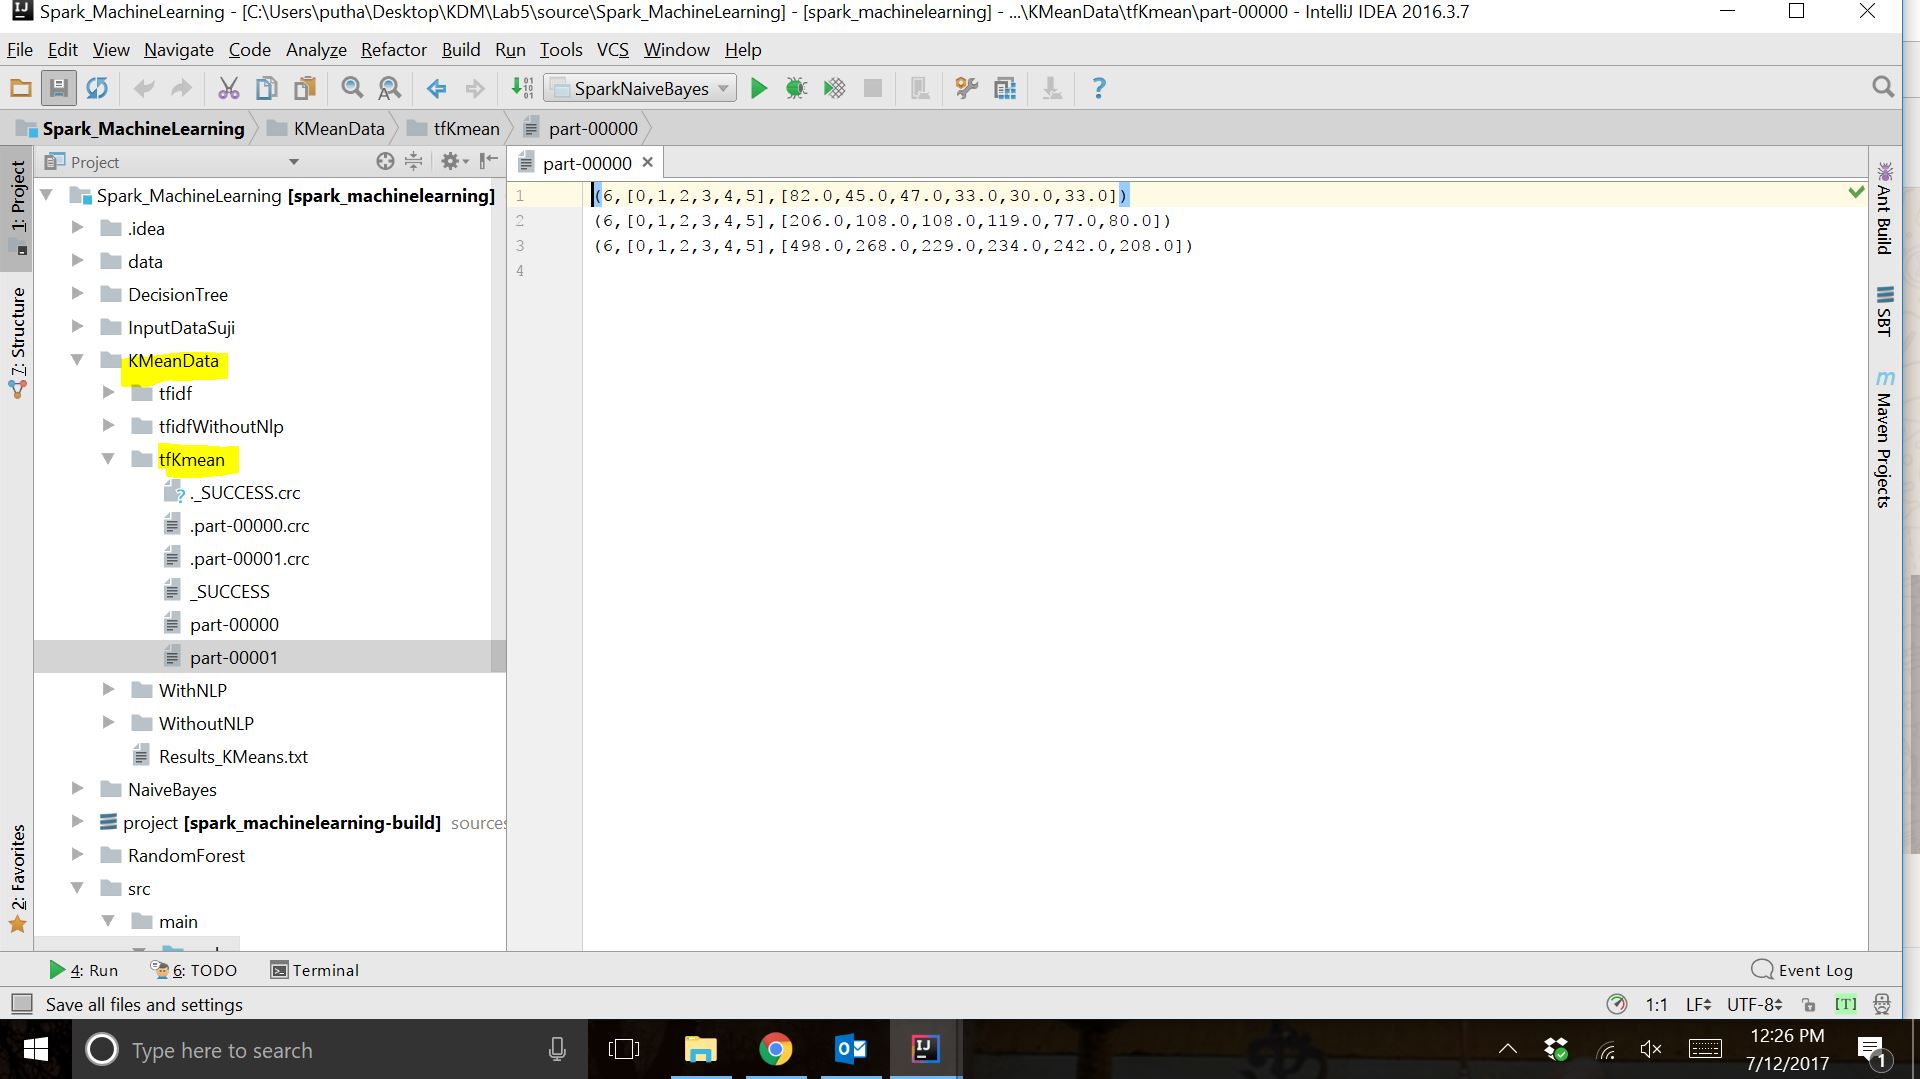 Spark_MachineLearning - [C:\Users\putha\Desktop\KDM\Lab5\source\Spark_MachineLearning] - [spark_machinelearning] - ...\KMeanData\tfKmean\part-00000 - IntelliJ IDEA 2016.3.7
File Edit View Navigate Code Analyze Refactor Build Run Tools VCS Window Help
SparkNaiveBayes
Spark_MachineLearning KMeanData tfKmean part-00000
Project
part-00000
1: Project
7: Structure
2: Favorites
Spark_MachineLearning [spark_machinelearning]
.idea
data
DecisionTree
InputDataSuji
KMeanData
tfidf
tfidfWithoutNlp
tfKmean
._SUCCESS.crc
.part-00000.crc
.part-00001.crc
_SUCCESS
part-00000
part-00001
WithNLP
WithoutNLP
Results_KMeans.txt
NaiveBayes
project [spark_machinelearning-build] sources
RandomForest
src
main
1 (6,[0,1,2,3,4,5],[82.0,45.0,47.0,33.0,30.0,33.0])
2 (6,[0,1,2,3,4,5],[206.0,108.0,108.0,119.0,77.0,80.0])
3 (6,[0,1,2,3,4,5],[498.0,268.0,229.0,234.0,242.0,208.0])
4
Ant Build
SBT
m Maven Projects
4: Run 6: TODO Terminal Event Log
Save all files and settings 1:1 LF UTF-8 [T]
Type here to search
12:26 PM
7/12/2017
1